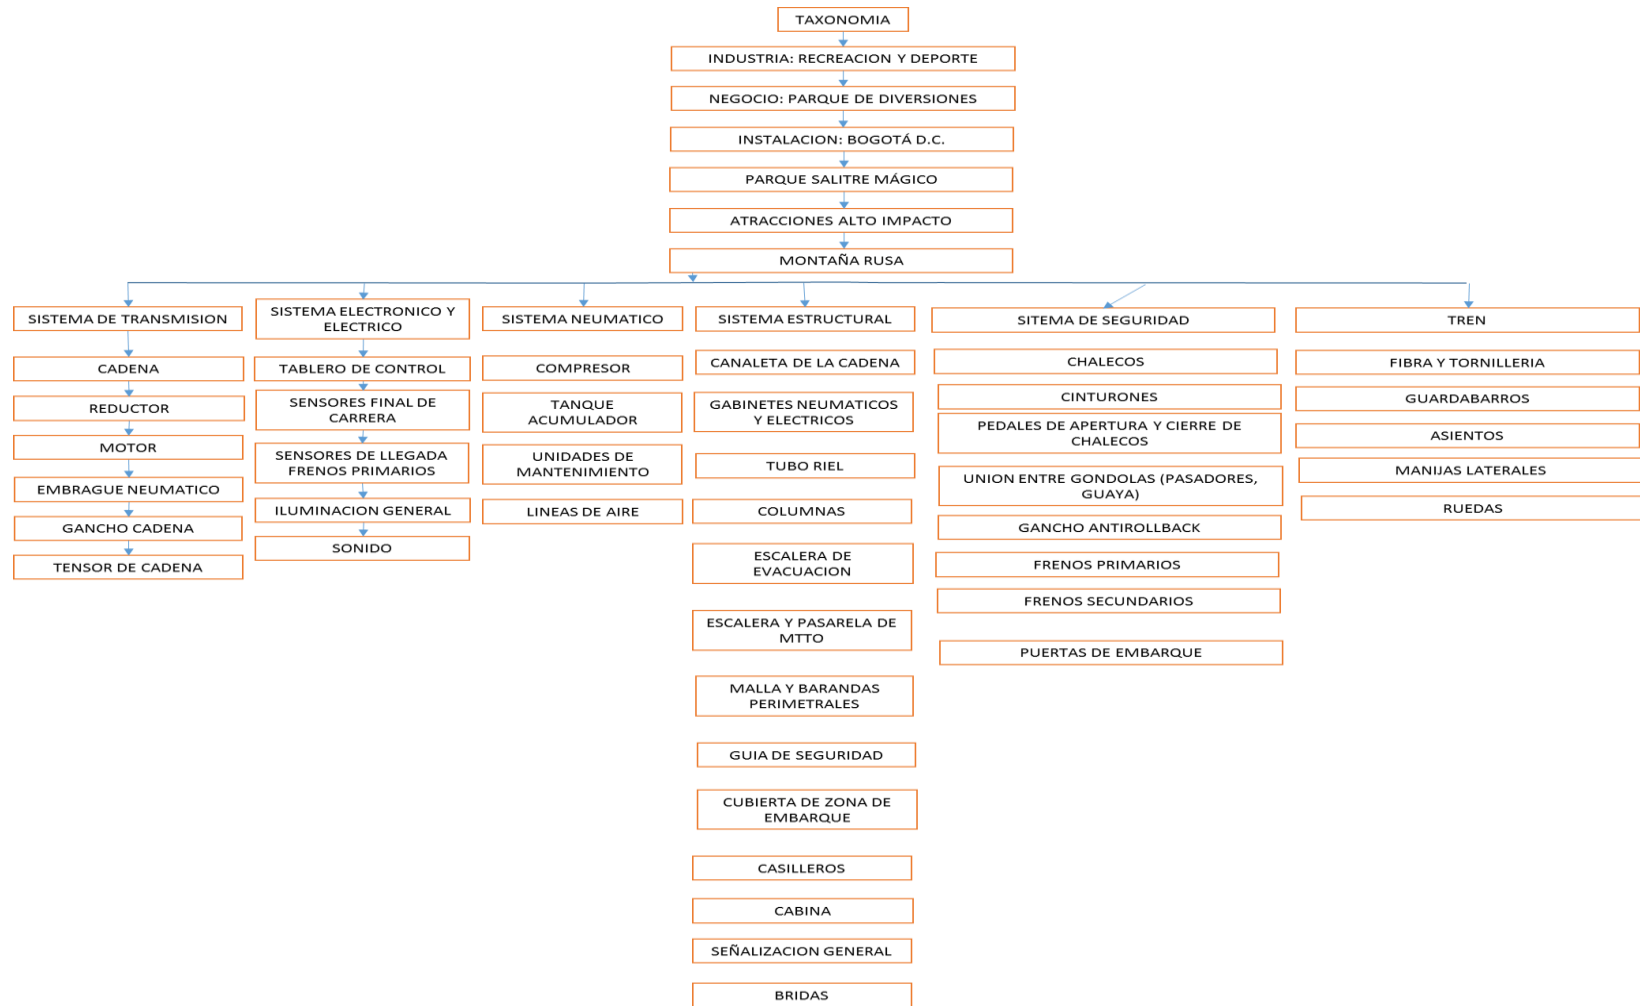 TAXONOMIA
INDUSTRIA: RECREACION Y DEPORTE
NEGOCIO: PARQUE DE DIVERSIONES
INSTALACION: BOGOTÁ D.C.
PARQUE SALITRE MÁGICO
ATRACCIONES ALTO IMPACTO
MONTAÑA RUSA
SISTEMA DE TRANSMISION
CADENA
REDUCTOR
MOTOR
EMBRAGUE NEUMATICO
GANCHO CADENA
TENSOR DE CADENA
SISTEMA ELECTRONICO Y
ELECTRICO
TABLERO DE CONTROL
SENSORES FINAL DE
CARRERA
SENSORES DE LLEGADA
FRENOS PRIMARIOS
ILUMINACION GENERAL
SONIDO
SISTEMA NEUMATICO
COMPRESOR
TANQUE
ACUMULADOR
UNIDADES DE
MANTENIMIENTO
LINEAS DE AIRE
SISTEMA ESTRUCTURAL
CANALETA DE LA CADENA
GABINETES NEUMATICOS
Y ELECTRICOS
TUBO RIEL
COLUMNAS
ESCALERA DE
EVACUACION
ESCALERA Y PASARELA DE
MTTO
MALLA Y BARANDAS
PERIMETRALES
GUIA DE SEGURIDAD
CUBIERTA DE ZONA DE
EMBARQUE
CASILLEROS
CABINA
SEÑALIZACION GENERAL
BRIDAS
SITEMA DE SEGURIDAD
CHALECOS
CINTURONES
PEDALES DE APERTURA Y CIERRE DE
CHALECOS
UNION ENTRE GONDOLAS (PASADORES,
GUAYA)
GANCHO ANTIROLLBACK
FRENOS PRIMARIOS
FRENOS SECUNDARIOS
PUERTAS DE EMBARQUE
TREN
FIBRA Y TORNILLERIA
GUARDABARROS
ASIENTOS
MANIJAS LATERALES
RUEDAS